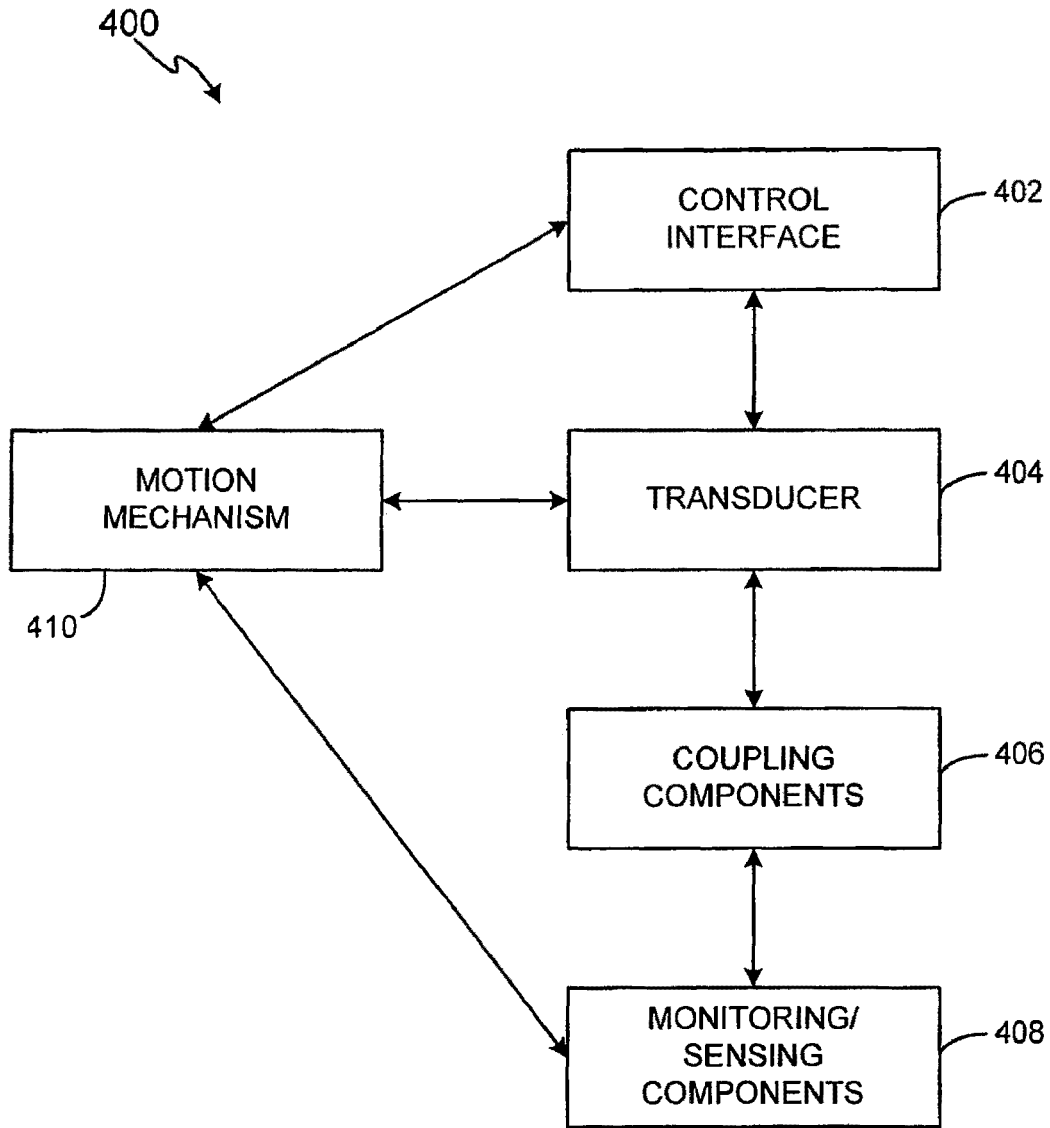 400
CONTROL
INTERFACE
402
MOTION
MECHANISM
410
TRANSDUCER
404
COUPLING
COMPONENTS
406
MONITORING/
SENSING
COMPONENTS
408